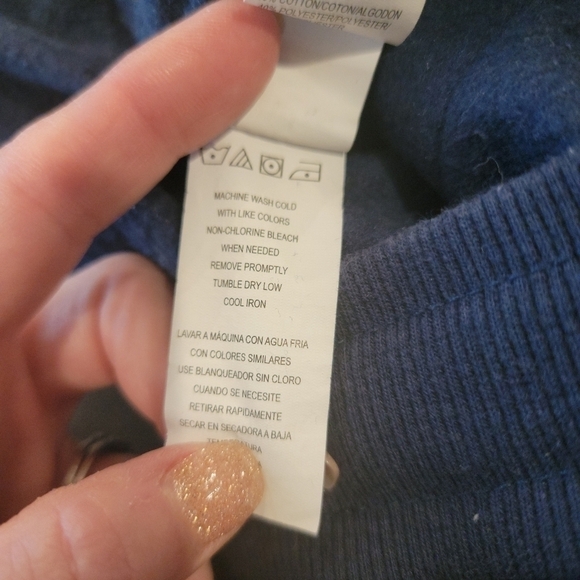 COTTON/COTON/ALGODON
POLYESTER/POLYESTER/
MACHINE WASH COLD
WITH LIKE COLORS
NON-CHLORINE BLEACH
WHEN NEEDED
REMOVE PROMPTLY
TUMBLE DRY LOW
COOL IRON
LAVAR A MÁQUINA CON AGUA FRIA
CON COLORES SIMILARES
USE BLANQUEADOR SIN CLORO
CUANDO SE NECESITE
RETIRAR RAPIDAMENTE
SECAR EN SECADORA A BAJA